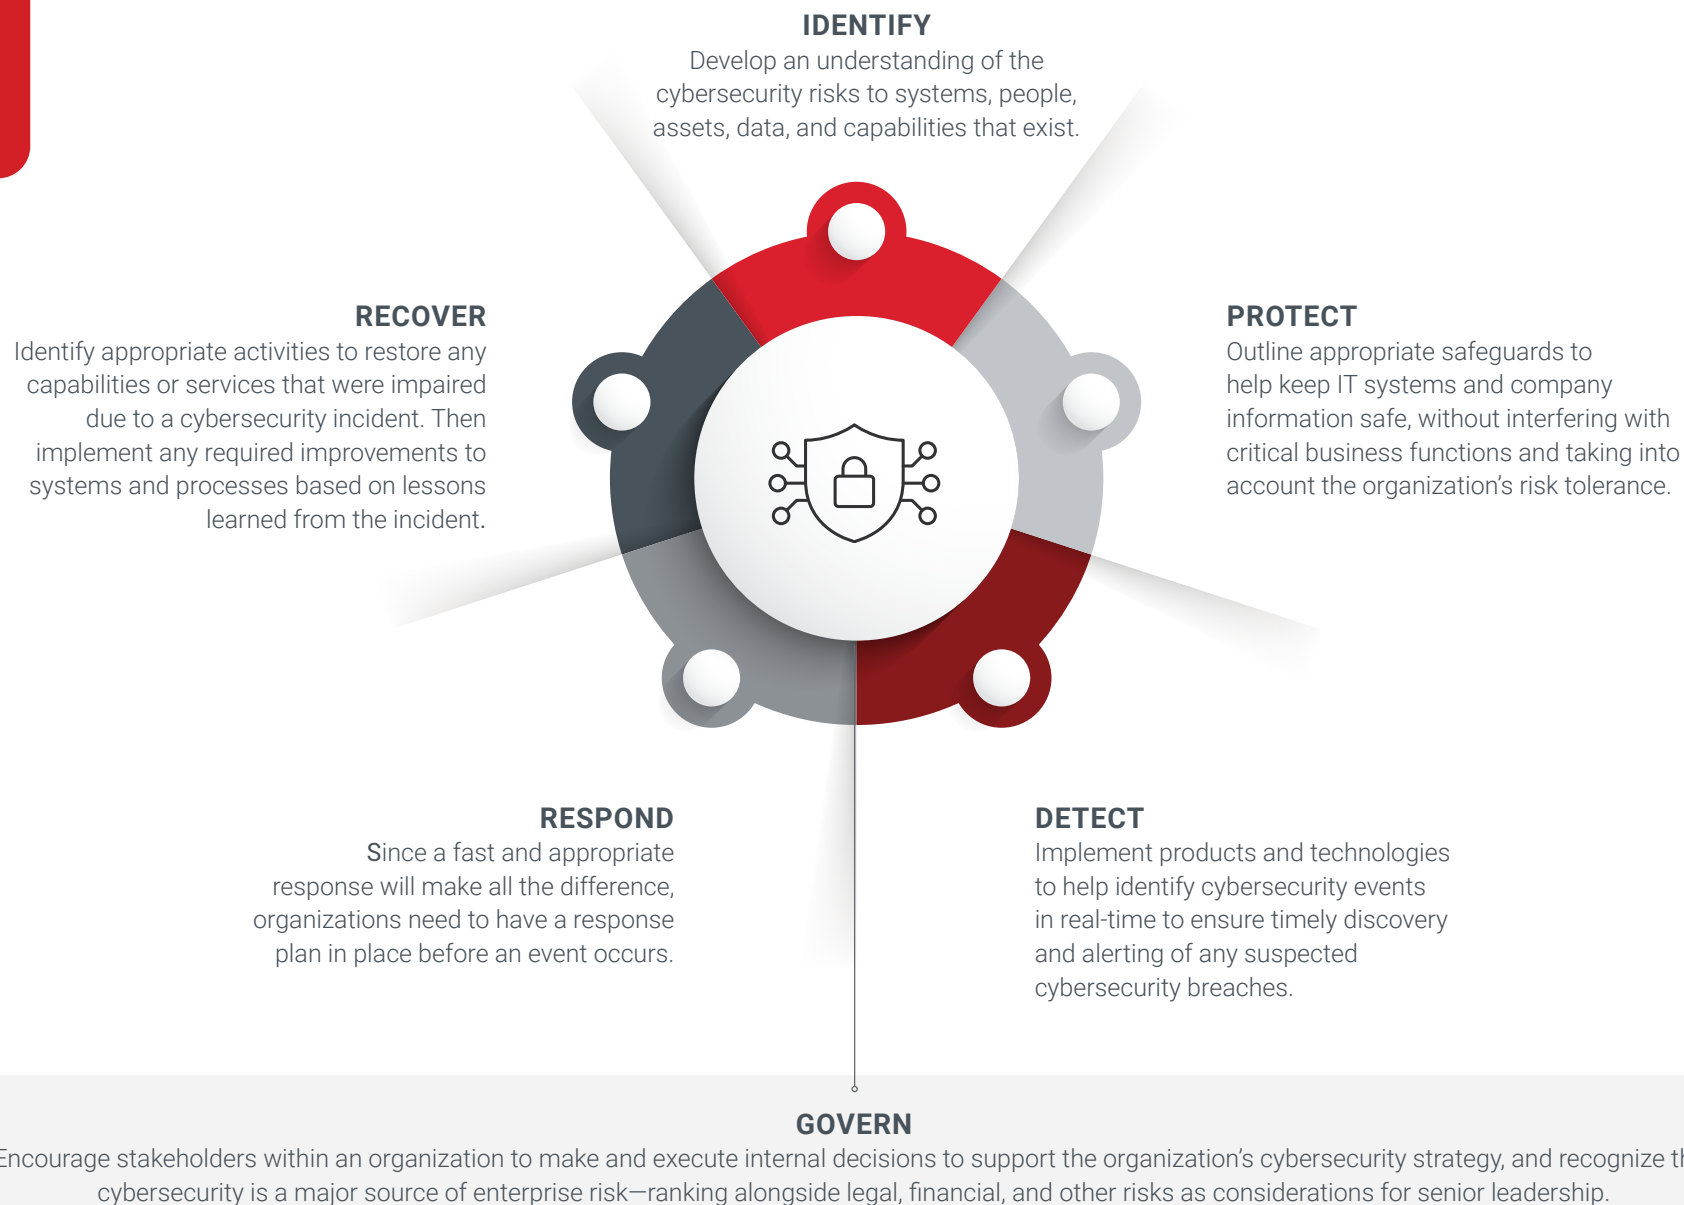 IDENTIFY
Develop an understanding of the
cybersecurity risks to systems, people,
assets, data, and capabilities that exist.
PROTECT
Outline appropriate safeguards to
help keep IT systems and company
information safe, without interfering with
critical business functions and taking into
account the organization’s risk tolerance.
DETECT
Implement products and technologies
to help identify cybersecurity events
in real-time to ensure timely discovery
and alerting of any suspected
cybersecurity breaches.
RESPOND
Since a fast and appropriate
response will make all the difference,
organizations need to have a response
plan in place before an event occurs.
RECOVER
Identify appropriate activities to restore any
capabilities or services that were impaired
due to a cybersecurity incident. Then
implement any required improvements to
systems and processes based on lessons
learned from the incident.
GOVERN
Encourage stakeholders within an organization to make and execute internal decisions to support the organization’s cybersecurity strategy, and recognize
cybersecurity is a major source of enterprise risk—ranking alongside legal, financial, and other risks as considerations for senior leadership.